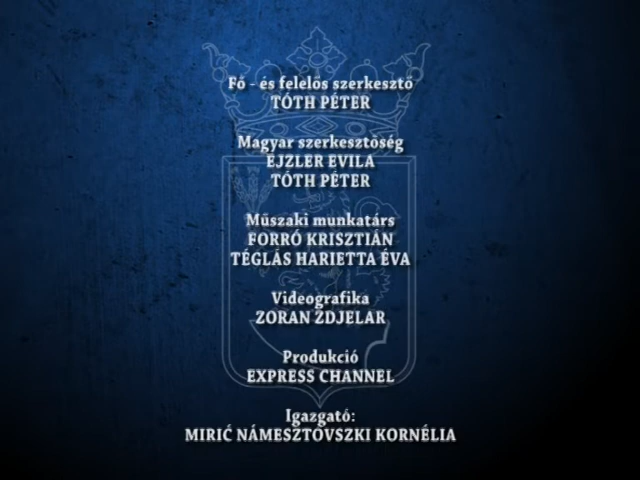 Fő - és felelős szerkesztő
TÓTH PÉTER
Magyar szerkesztőség
EJZLER EVILA
TÓTH PÉTER
Műszaki munkatárs
FORRÓ KRISZTIÁN
TÉGLÁS HARIETTA ÉVA
Videografika
ZORAN ZDJELAR
Produkció
EXPRESS CHANNEL
Igazgató:
MIRIĆ NÁMESZTOVSZKI KORNÉLIA